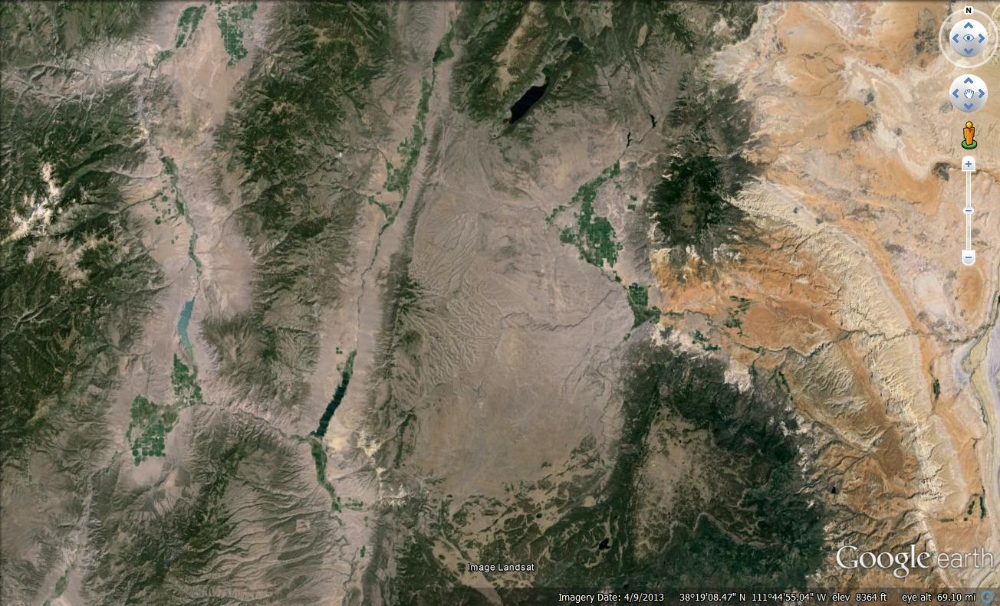 N
Image Landsat
Google earth
Imagery Date: 4/9/2013 38°19'08.47" N 111°44'55.04" W elev 8364 ft eye alt 69.10 mi